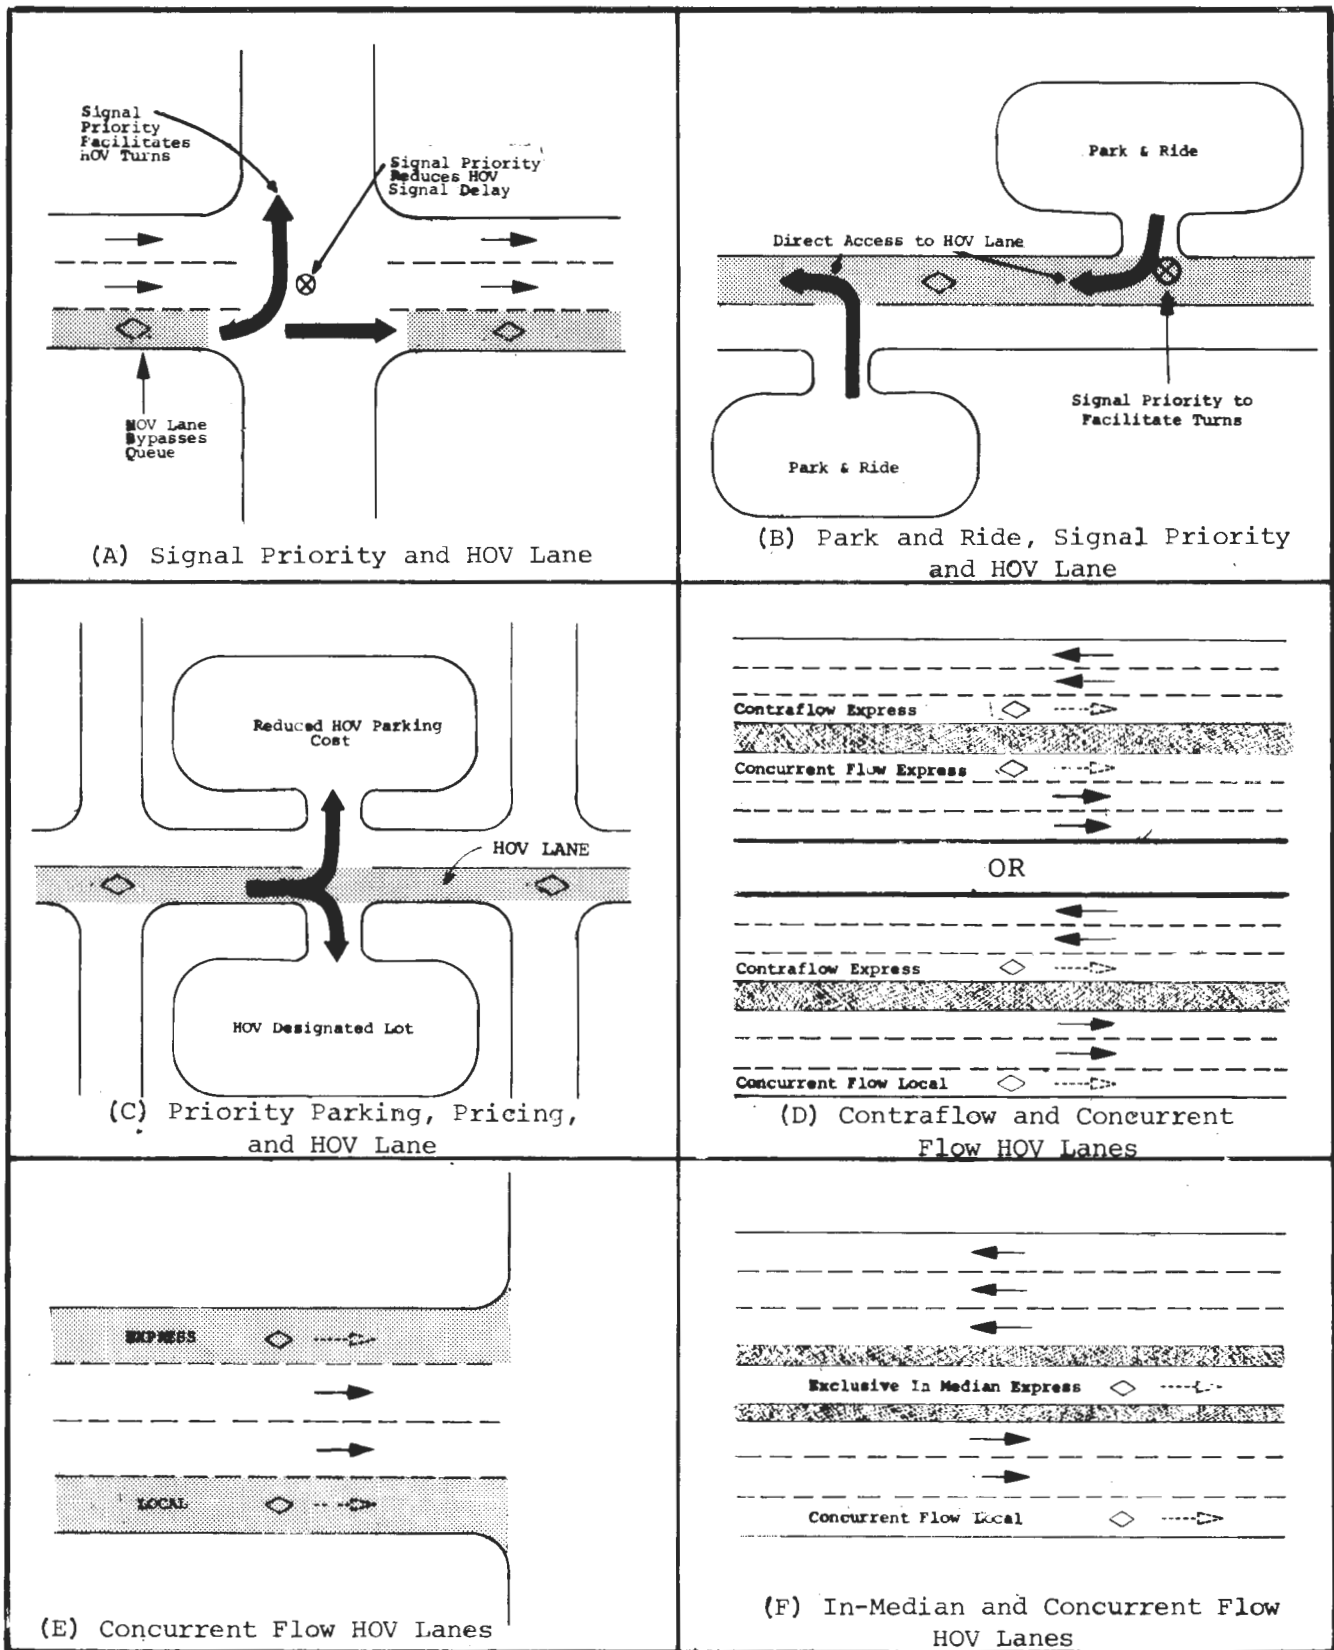 Signal
Priority
Facilitates
HOV Turns
Signal Priority
Reduces HOV
Signal Delay
HOV Lane
Bypasses
Queue
(A) Signal Priority and HOV Lane
Park & Ride
Direct Access to HOV Lane
Signal Priority to
Facilitate Turns
Park & Ride
(B) Park and Ride, Signal Priority
and HOV Lane
Reduced HOV Parking
Cost
HOV LANE
HOV Designated Lot
(C) Priority Parking, Pricing,
and HOV Lane
Contraflow Express
Concurrent Flow Express
OR
Contraflow Express
Concurrent Flow Local
(D) Contraflow and Concurrent
Flow HOV Lanes
EXPRESS
LOCAL
(E) Concurrent Flow HOV Lanes
Exclusive In Median Express
Concurrent Flow Local
(F) In-Median and Concurrent Flow
HOV Lanes